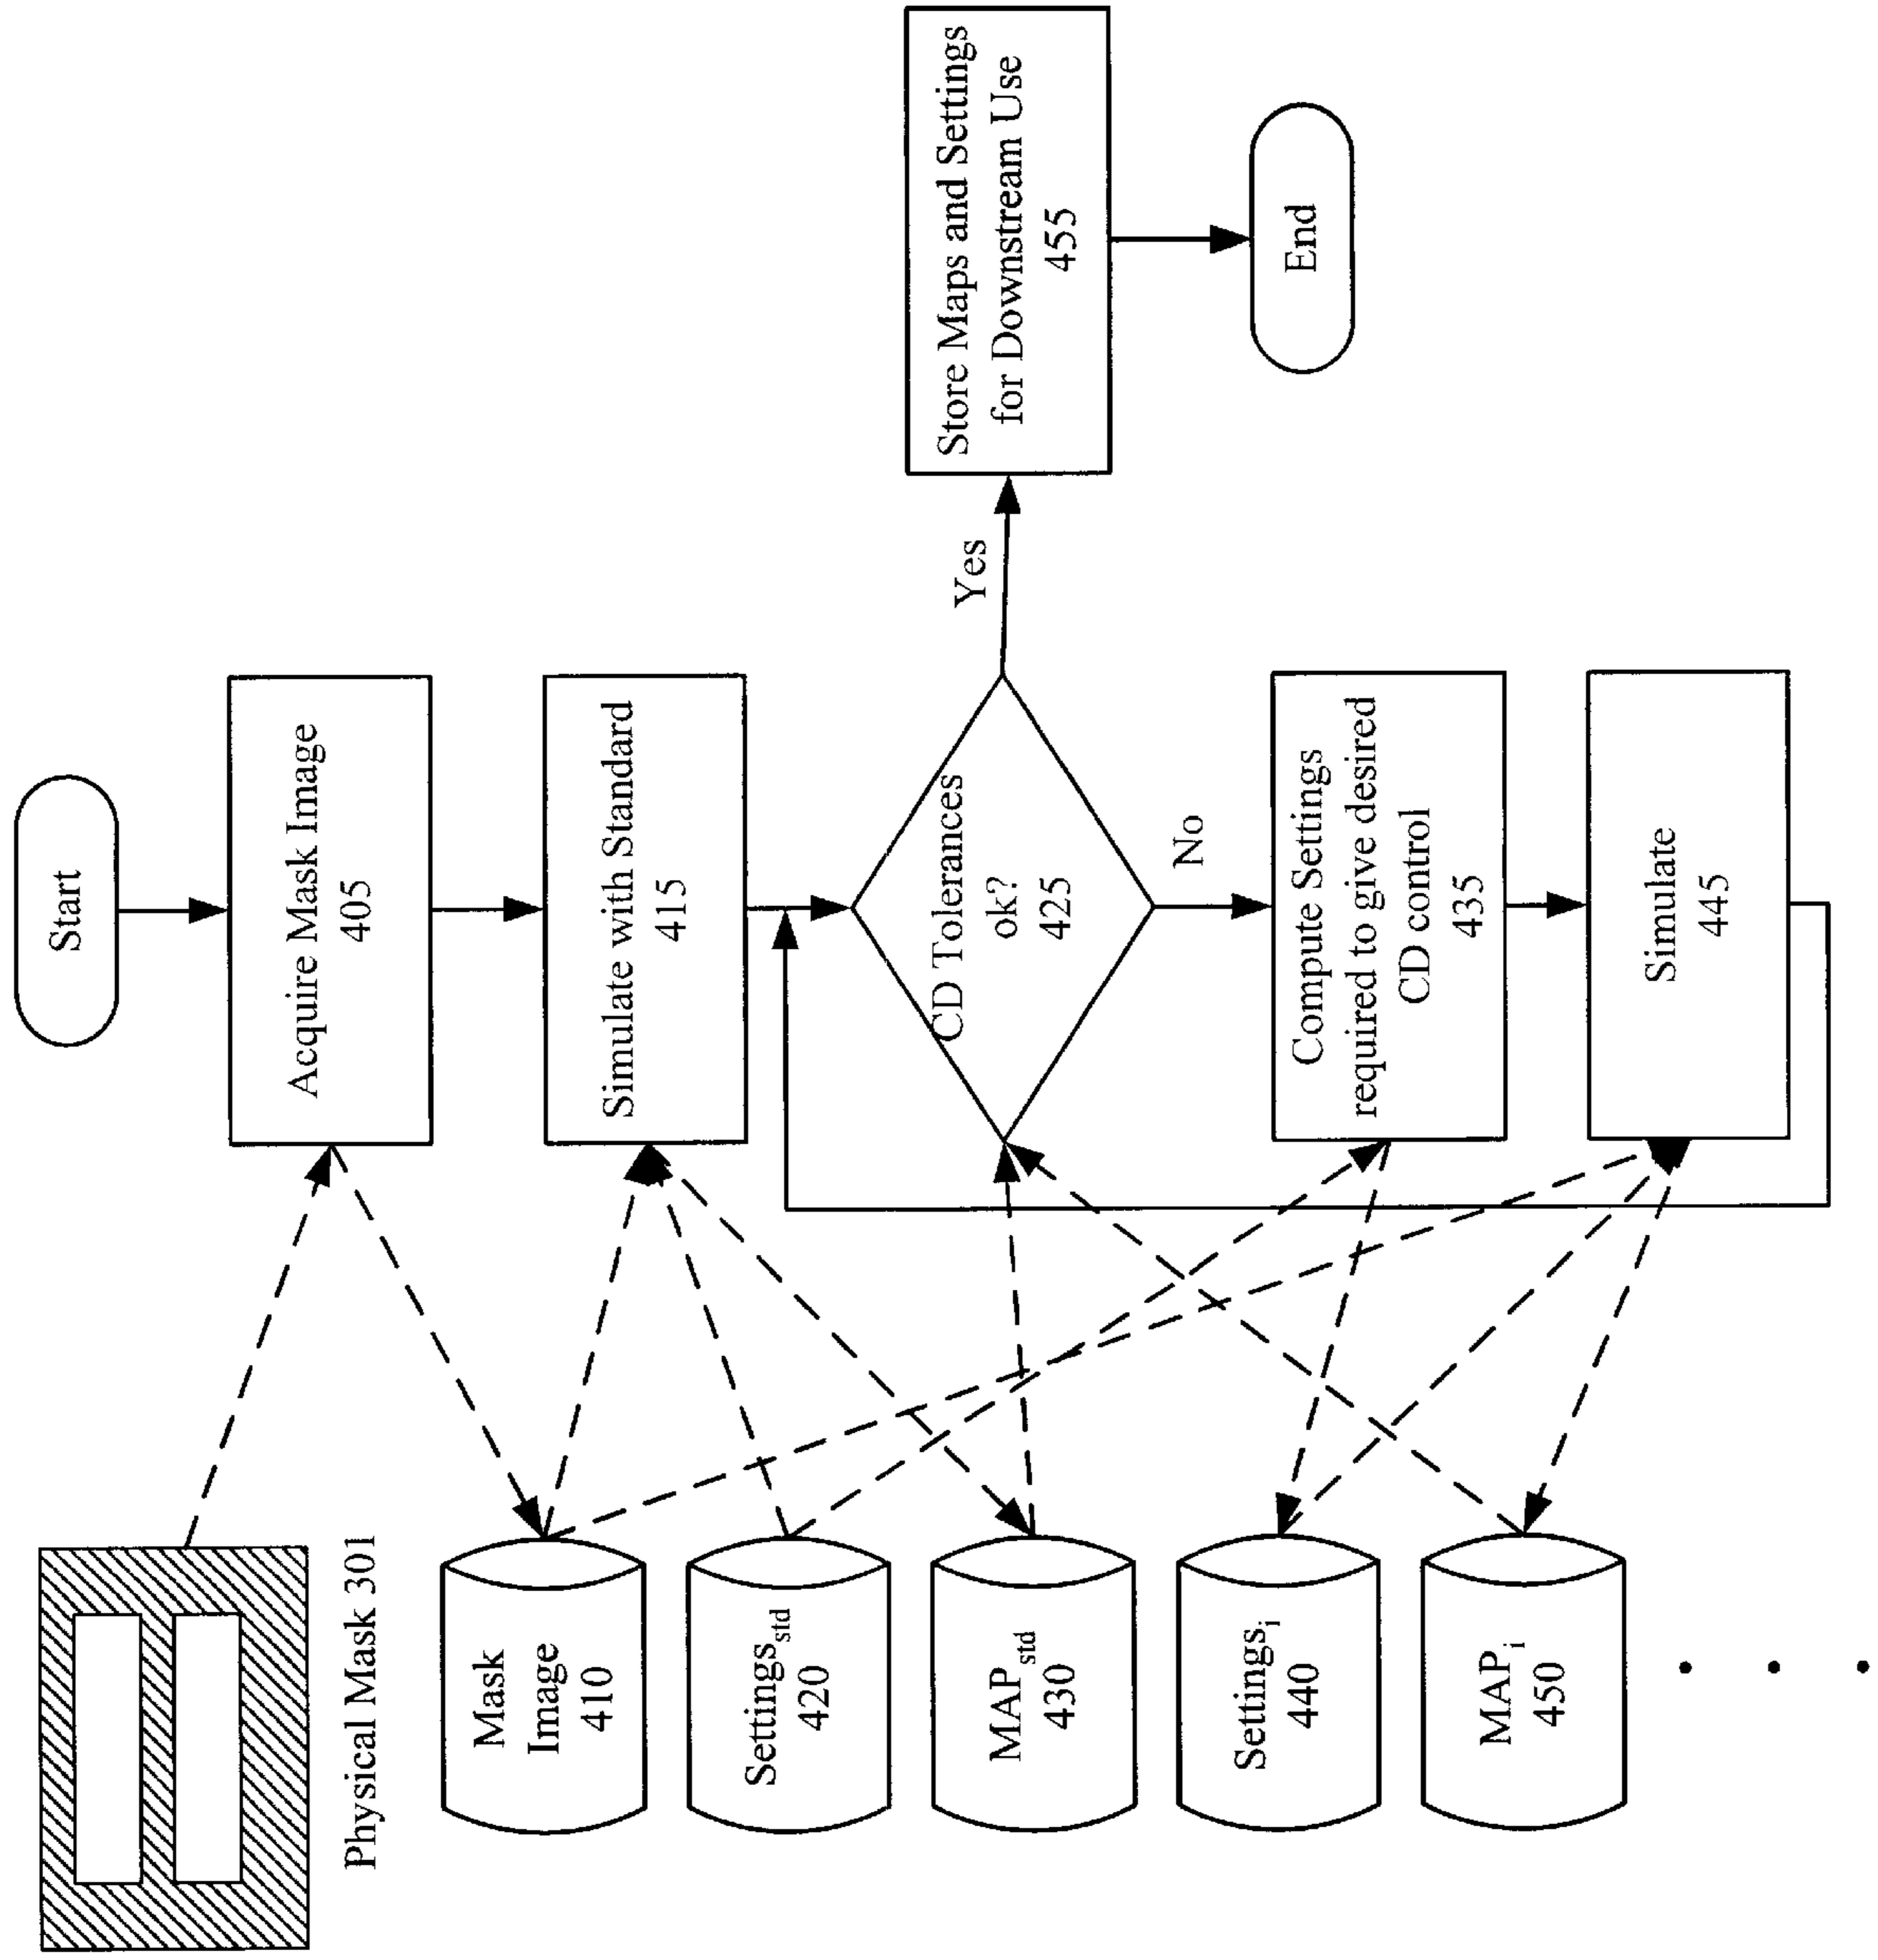 Start
Acquire Mask Image
405
Simulate with Standard
415
CD Tolerances
ok?
425
Yes
No
Store Maps and Settings
for Downstream Use
455
End
Compute Settings
required to give desired
CD control
435
Simulate
445
Physical Mask 301
Mask
Image
410
Settingsstd
420
MAPstd
430
Settingsi
440
MAPi
450